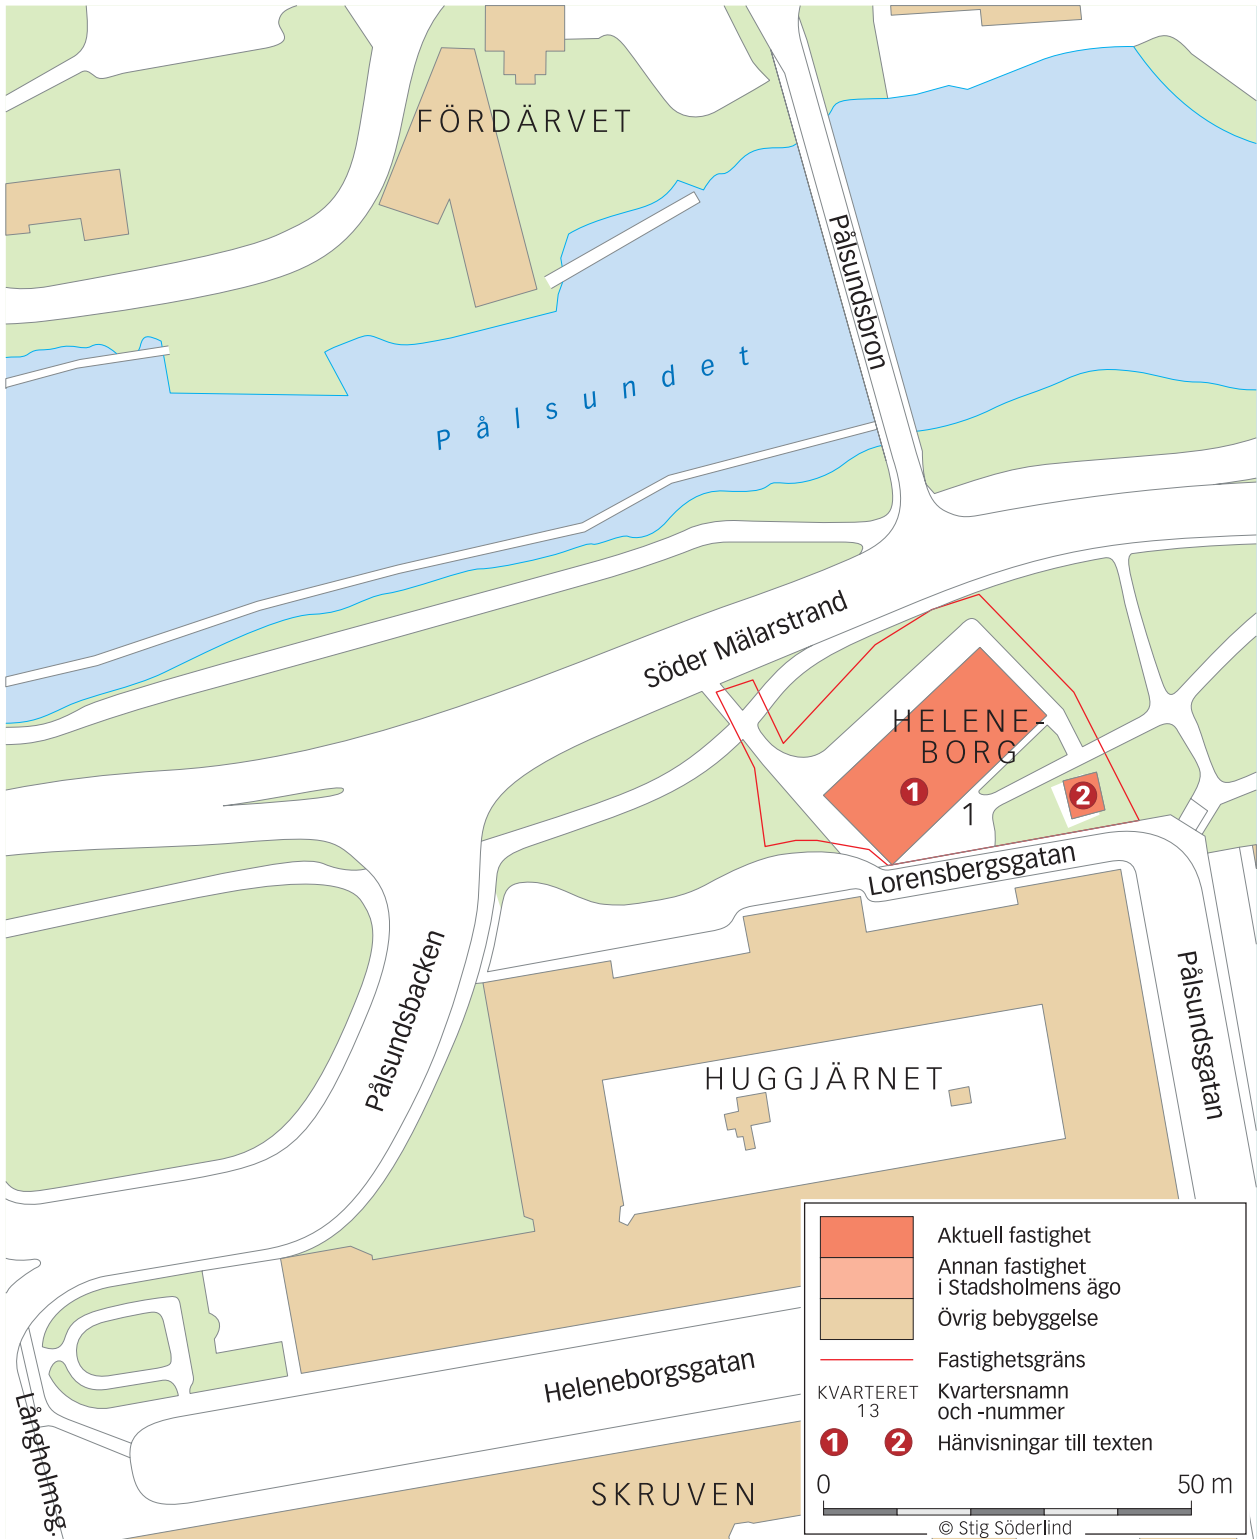 FÖRDÄRVET
Pålsundsbron
Pålsundet
Söder Mälarstrand
HELENE-
BORG
1
1
2
Lorensbergsgatan
Pålsundsbacken
Pålsundsgatan
HUGGJÄRNET
Heleneborgsgatan
Långholmsg.
SKRUVEN
Aktuell fastighet
Annan fastighet
i Stadsholmens ägo
Övrig bebyggelse
Fastighetsgräns
KVARTERET
13
Kvartersnamn
och -nummer
1 2 Hänvisningar till texten
0 50 m
© Stig Söderlind